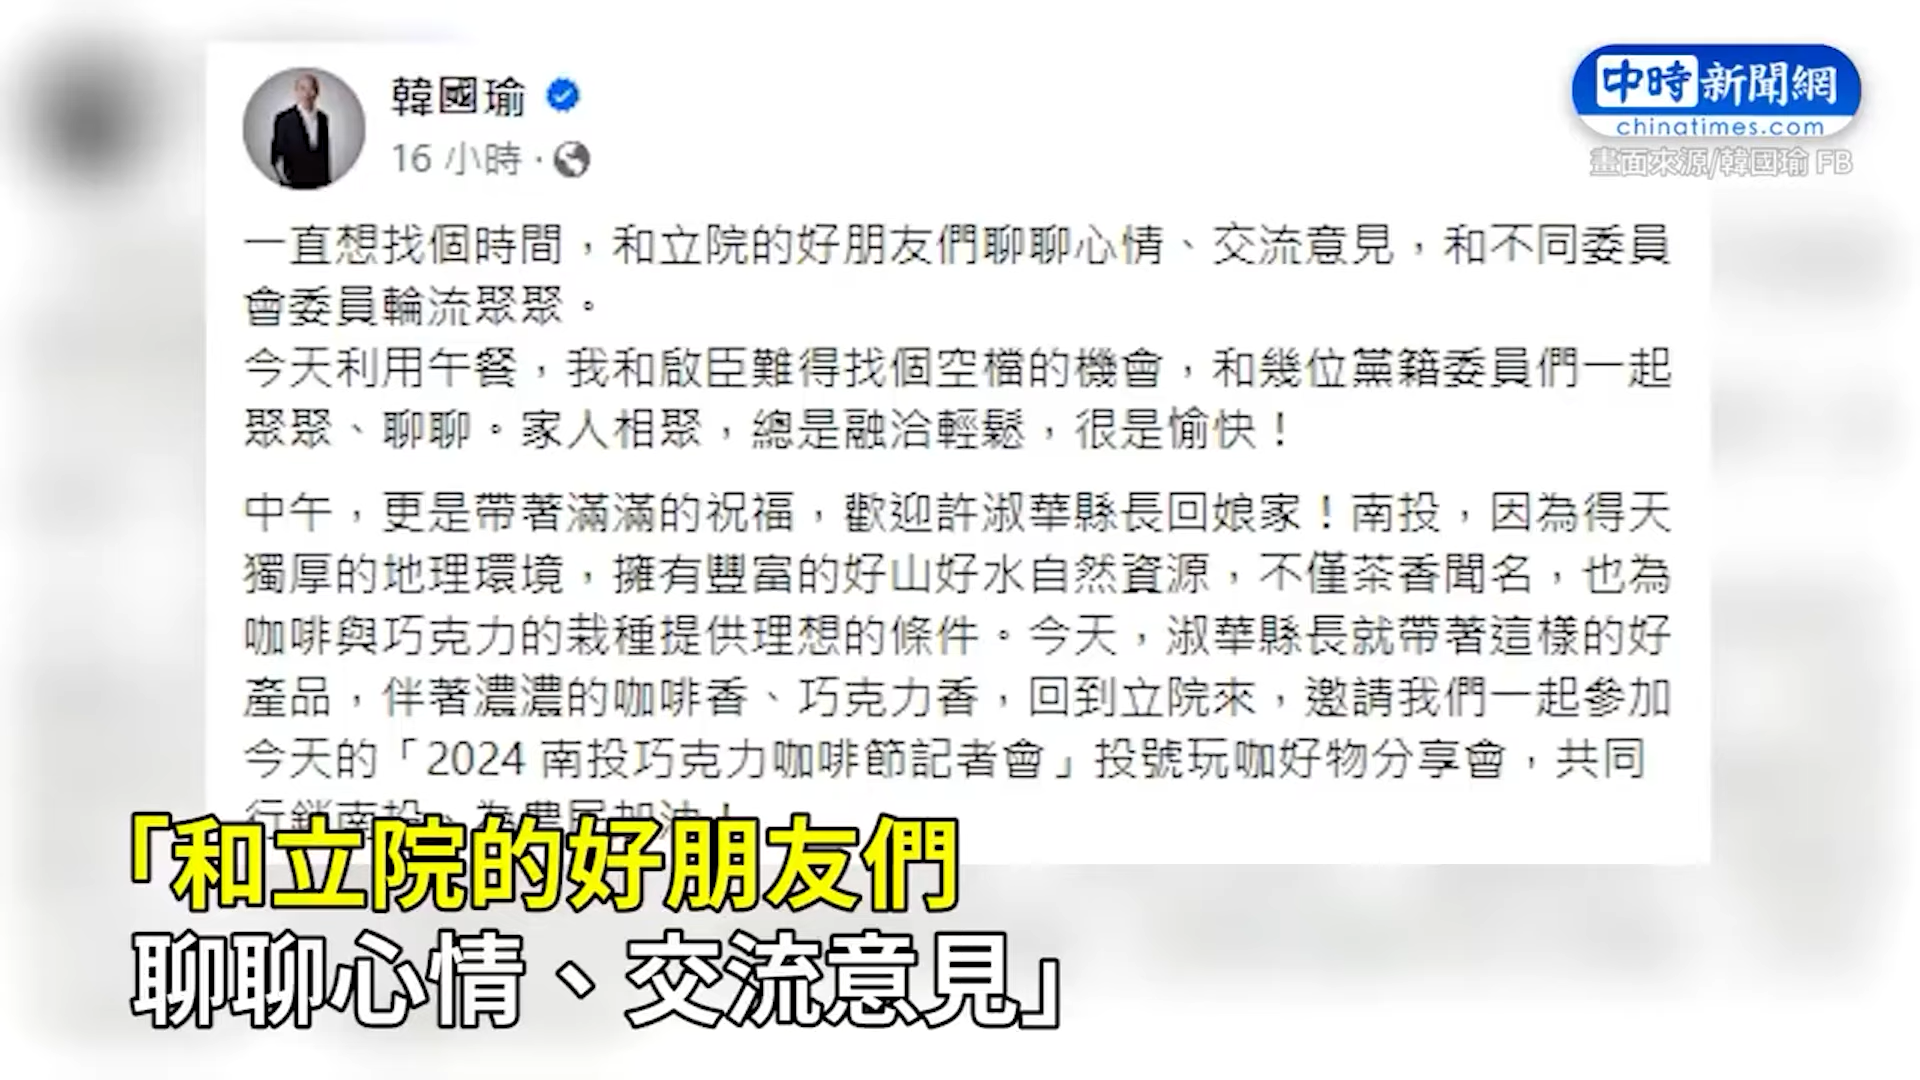 韓國瑜
16 小時
中時新聞網
chinatimes.com
畫面來源/韓國瑜 FB
一直想找個時間，和立院的好朋友們聊聊心情、交流意見，和不同委員
會委員輪流聚聚。
今天利用午餐，我和啟臣難得找個空檔的機會，和幾位黨籍委員們一起
聚聚、聊聊。家人相聚，總是融洽輕鬆，很是愉快！
中午，更是帶著滿滿的祝福，歡迎許淑華縣長回娘家！南投，因為得天
獨厚的地理環境，擁有豐富的好山好水自然資源，不僅茶香聞名，也為
咖啡與巧克力的栽種提供理想的條件。今天，淑華縣長就帶著這樣的好
產品，伴著濃濃的咖啡香、巧克力香，回到立院來，邀請我們一起參加
今天的「2024 南投巧克力咖啡節記者會」投號玩咖好物分享會，共同
行銷南投、為農民加油！
「和立院的好朋友們
聊聊心情、交流意見」